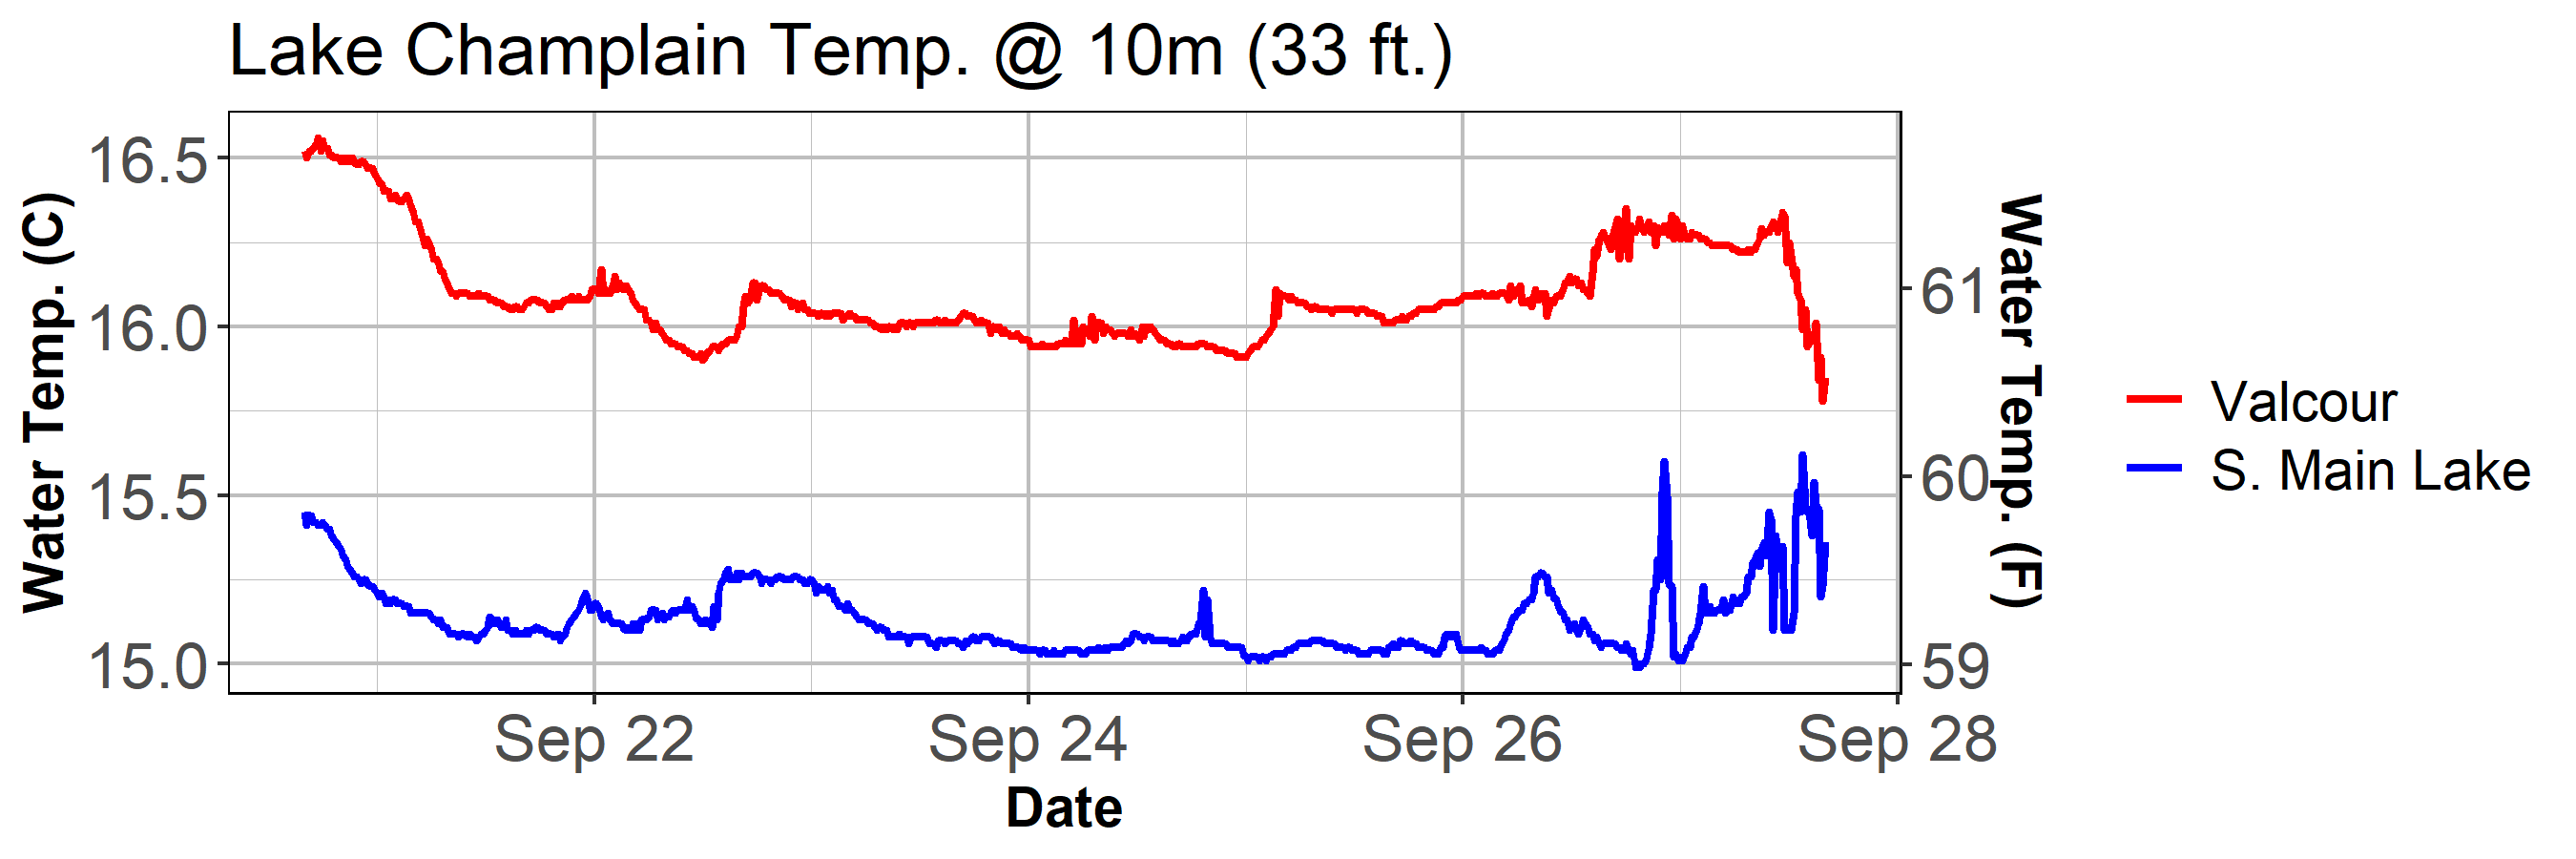 Lake Champlain Temp. @ 10m (33 ft.)
Water Temp. (C)
16.5
16.0
15.5
15.0
61
60
59
Water Temp. (F)
Sep 22
Sep 24
Sep 26
Sep 28
Date
Valcour
S. Main Lake